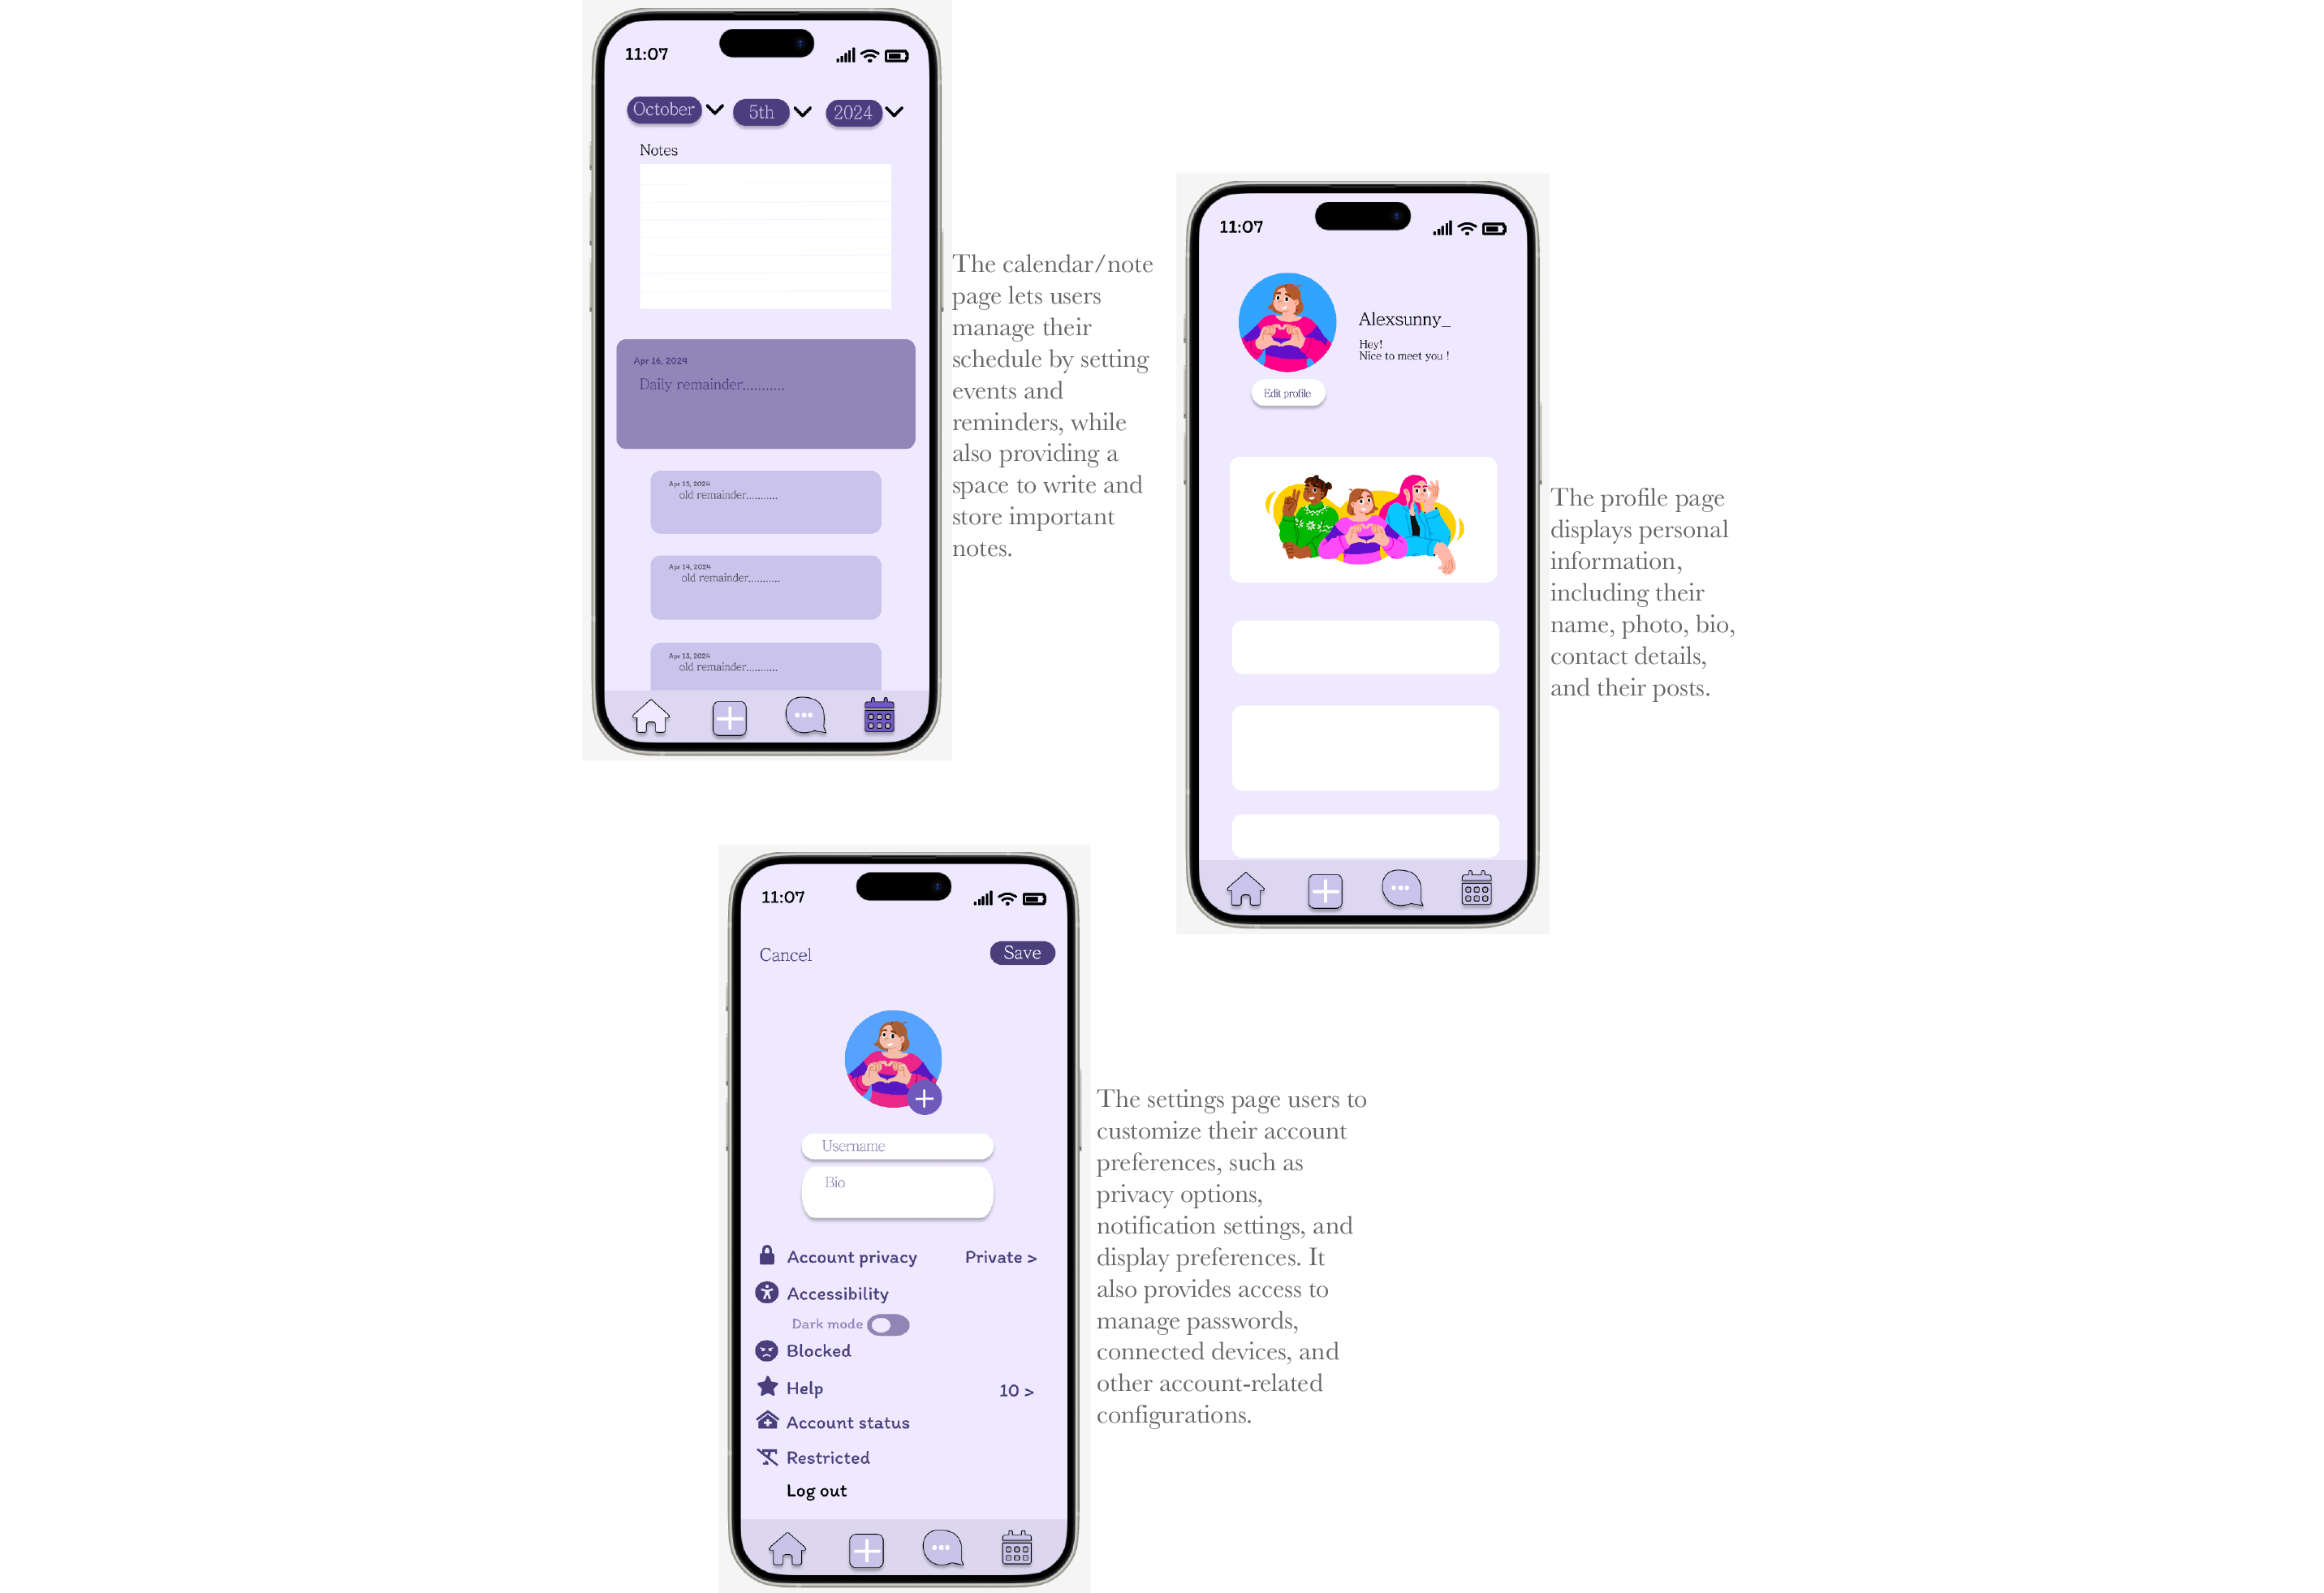 11:07
October
5th
2024
Notes
Apr 16, 2024
Daily remainder...........
Apr 15, 2024
old remainder..........
Apr 14, 2024
old remainder..........
Apr 13, 2024
old remainder..........
The calendar/note
page lets users
manage their
schedule by setting
events and
reminders, while
also providing a
space to write and
store important
notes.
11:07
Alexsunny_
Hey!
Nice to meet you !
Edit profile
The profile page
displays personal
information,
including their
name, photo, bio,
contact details,
and their posts.
11:07
Cancel
Save
Username
Bio
Account privacy Private >
Accessibility
Dark mode
Blocked
Help 10 >
Account status
Restricted
Log out
The settings page users to
customize their account
preferences, such as
privacy options,
notification settings, and
display preferences. It
also provides access to
manage passwords,
connected devices, and
other account-related
configurations.